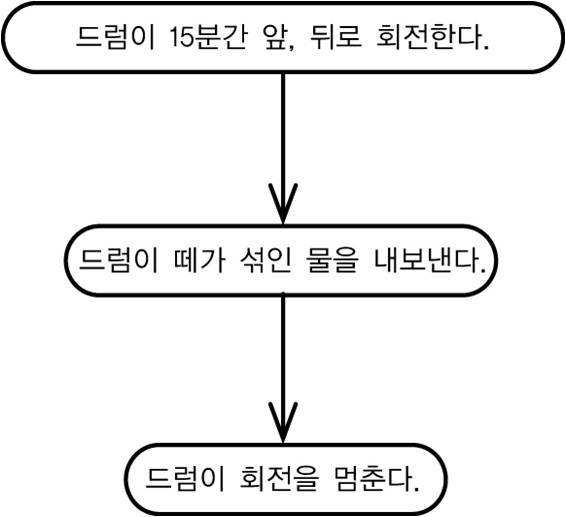 드럼이 15분간 앞, 뒤로 회전한다.
드럼이 떼가 섞인 물을 내보낸다.
드럼이 회전을 멈춘다.